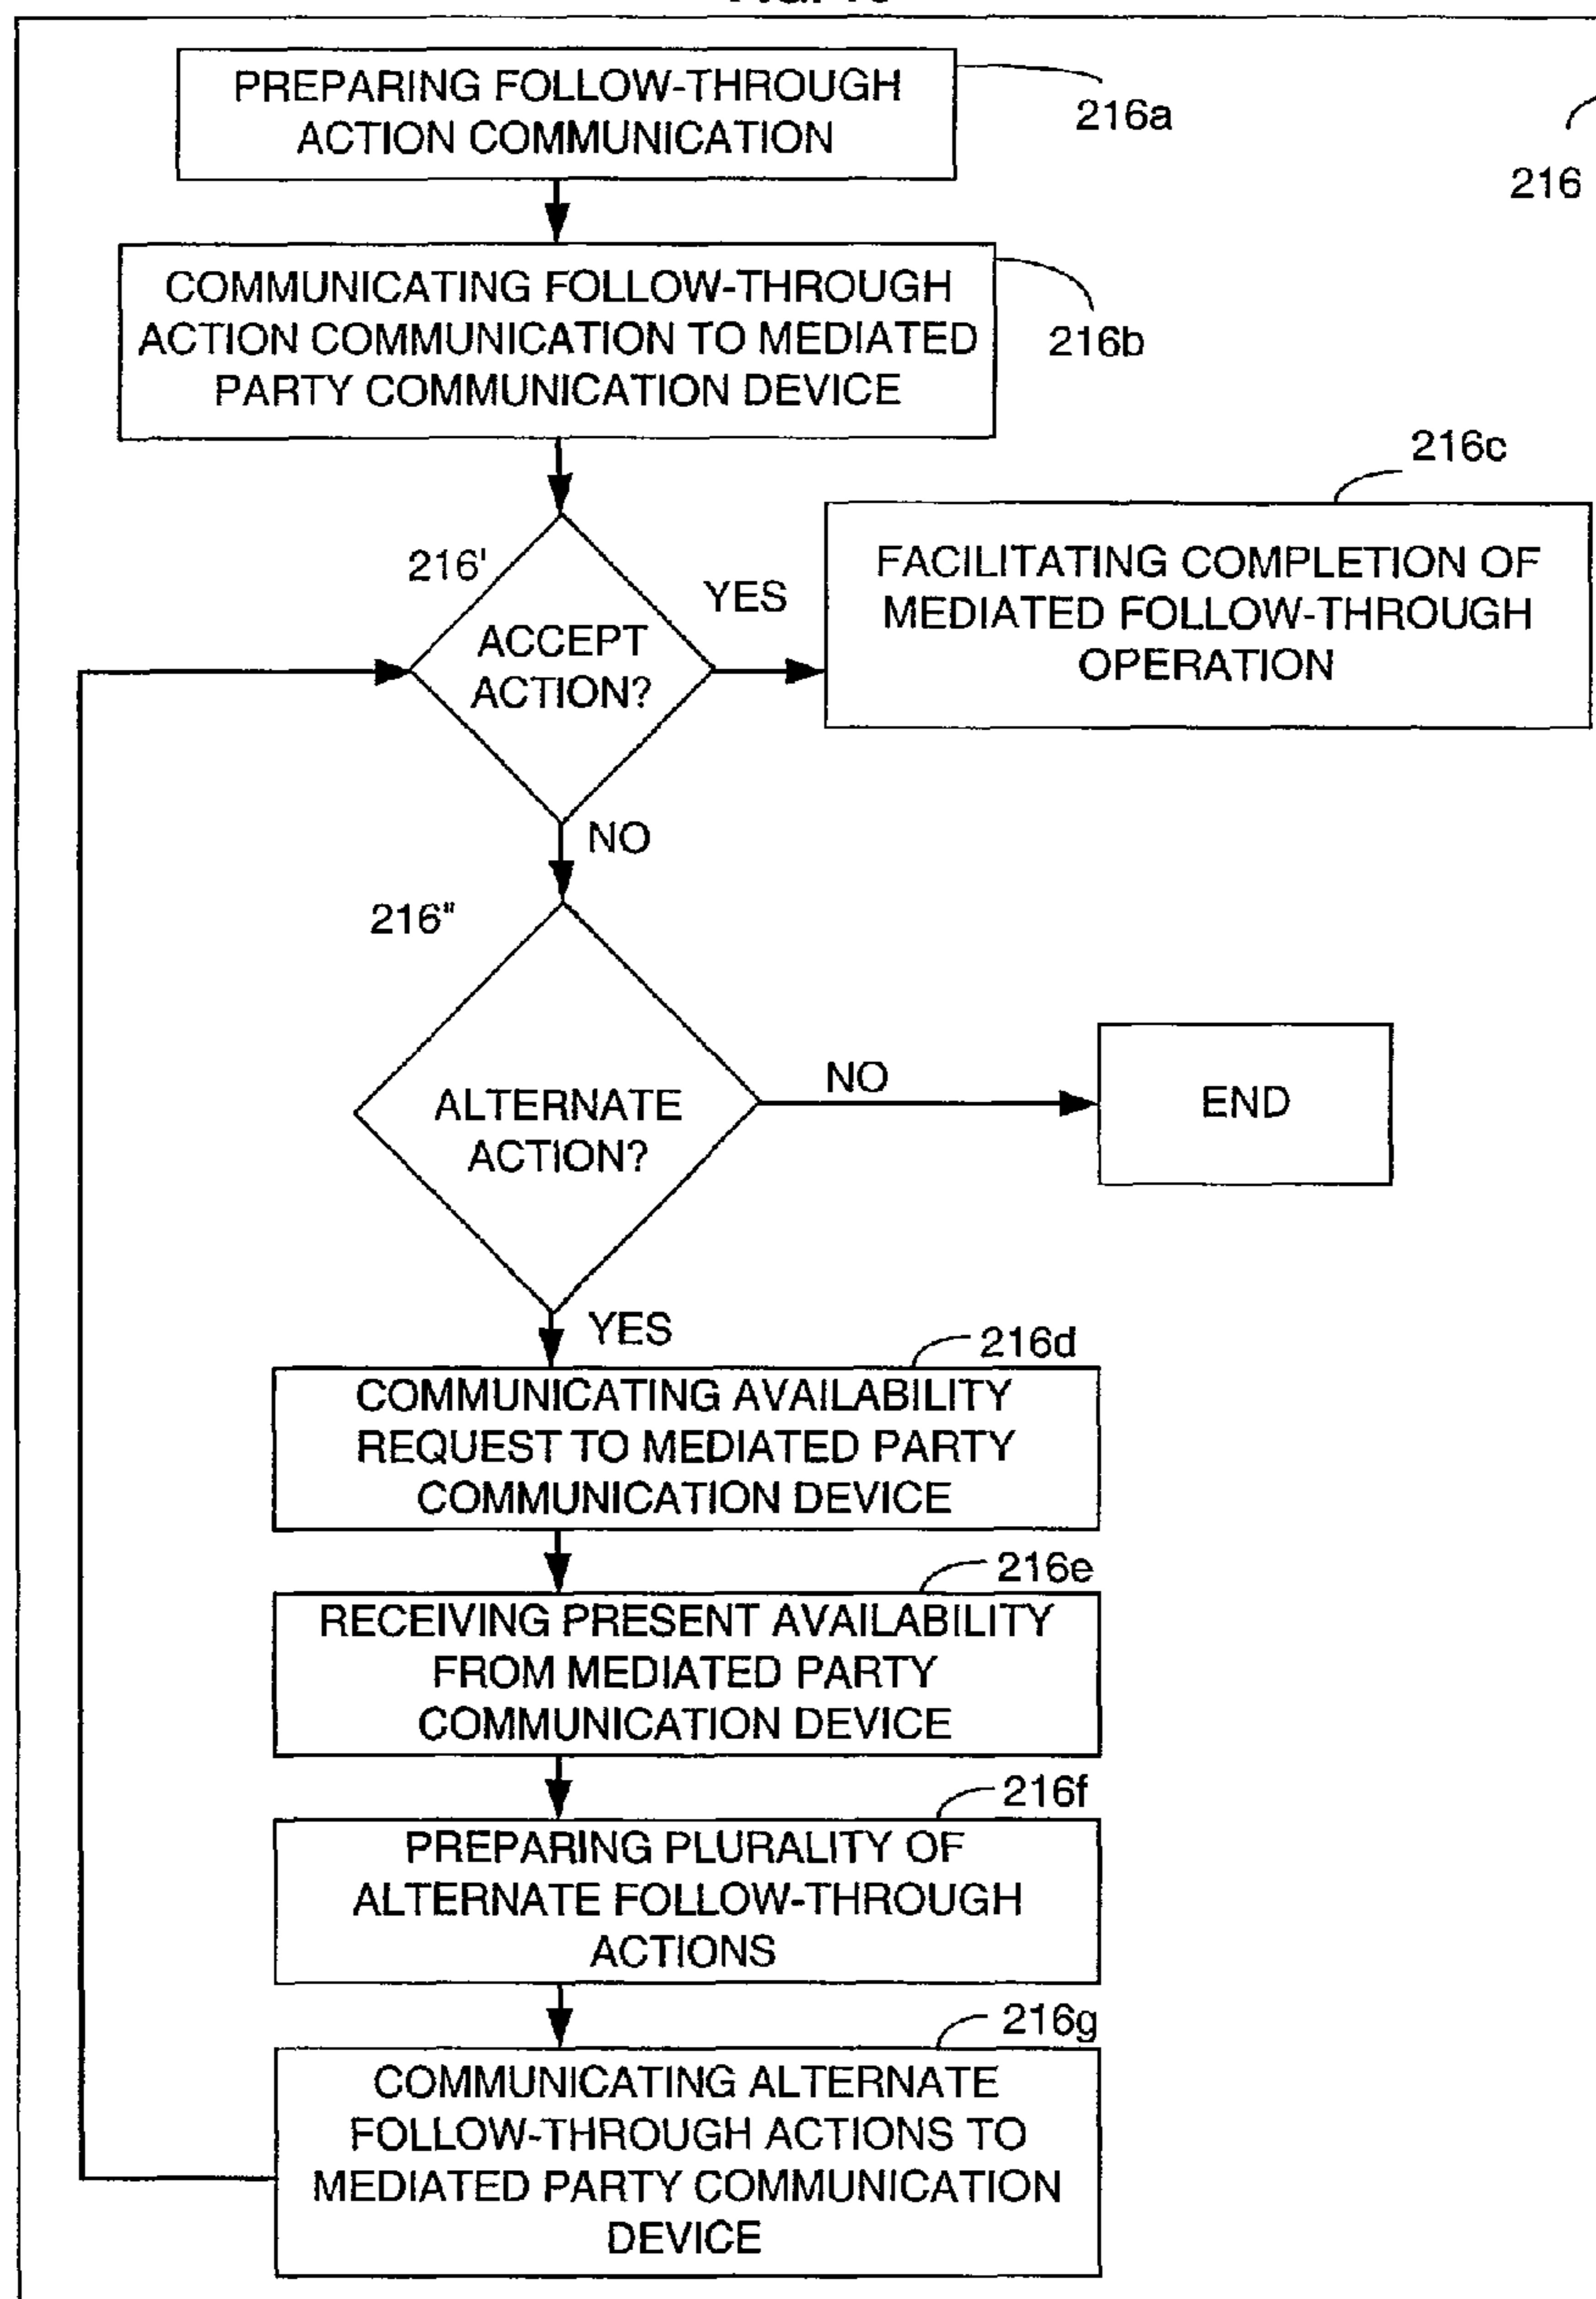 PREPARING FOLLOW-THROUGH
ACTION COMMUNICATION
216a
216
COMMUNICATING FOLLOW-THROUGH
ACTION COMMUNICATION TO MEDIATED
PARTY COMMUNICATION DEVICE
216b
216c
FACILITATING COMPLETION OF
MEDIATED FOLLOW-THROUGH
OPERATION
216'
YES
ACCEPT
ACTION?
NO
216"
ALTERNATE
ACTION?
NO
END
YES
216d
COMMUNICATING AVAILABILITY
REQUEST TO MEDIATED PARTY
COMMUNICATION DEVICE
216e
RECEIVING PRESENT AVAILABILITY
FROM MEDIATED PARTY
COMMUNICATION DEVICE
216f
PREPARING PLURALITY OF
ALTERNATE FOLLOW-THROUGH
ACTIONS
216g
COMMUNICATING ALTERNATE
FOLLOW-THROUGH ACTIONS TO
MEDIATED PARTY COMMUNICATION
DEVICE